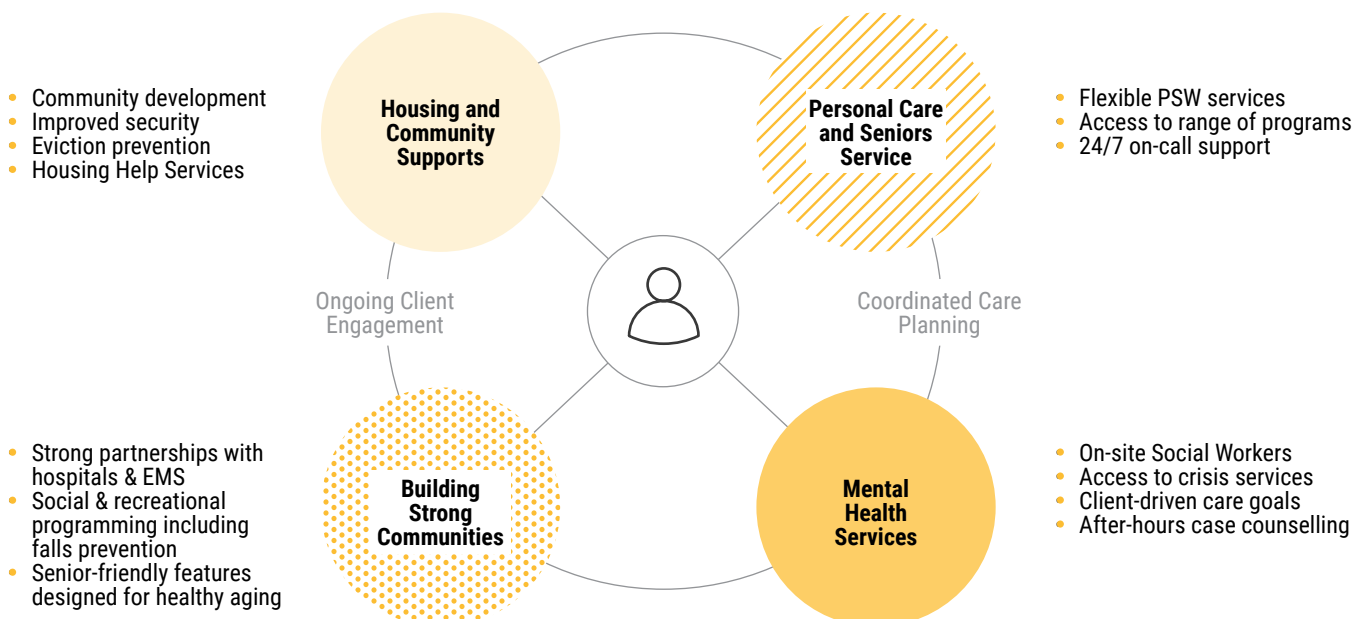 Community development
Improved security
Eviction prevention
Housing Help Services
Housing and
Community
Supports
Personal Care
and Seniors
Service
Flexible PSW services
Access to range of programs
24/7 on-call support
Ongoing Client
Engagement
Coordinated Care
Planning
Strong partnerships with
hospitals & EMS
Social & recreational
programming including
falls prevention
Senior-friendly features
designed for healthy aging
Building
Strong
Communities
Mental
Health
Services
On-site Social Workers
Access to crisis services
Client-driven care goals
After-hours case counselling